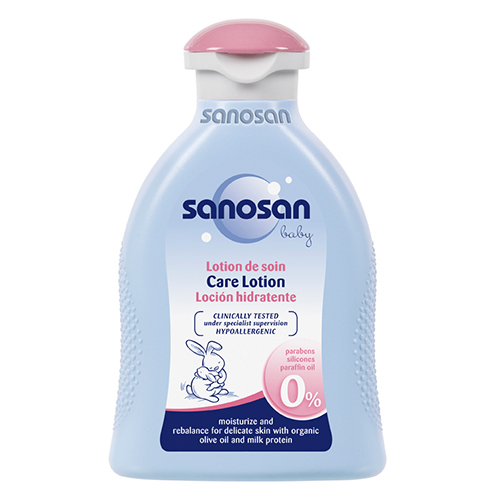 sanosan
sanosan
baby
Lotion de soin
Care Lotion
Loción hidratente
CLINICALLY TESTED
under specialist supervision
HYPOALLERGENIC
parabens
silicones
paraffin oil
0%
moisturize and
rebalance for delicate skin with organic
olive oil and milk protein